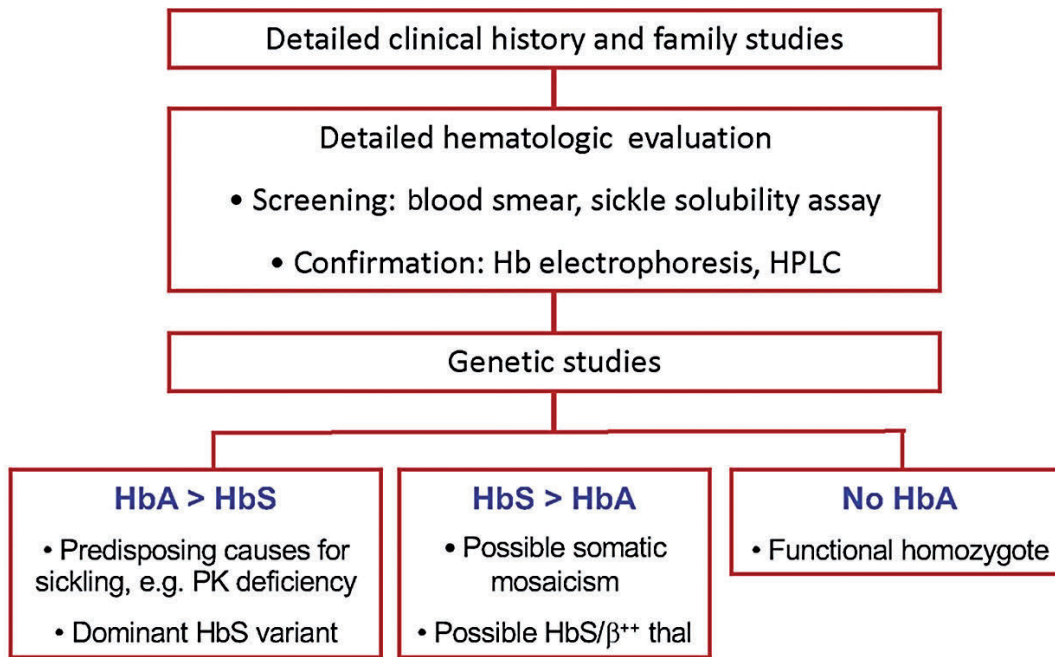 Detailed clinical history and family studies
Detailed hematologic evaluation
• Screening: blood smear, sickle solubility assay
• Confirmation: Hb electrophoresis, HPLC
Genetic studies
HbA > HbS
• Predisposing causes for
sickling, e.g. PK deficiency
• Dominant HbS variant
HbS > HbA
• Possible somatic
mosaicism
• Possible HbS/β⁺⁺ thal
No HbA
• Functional homozygote